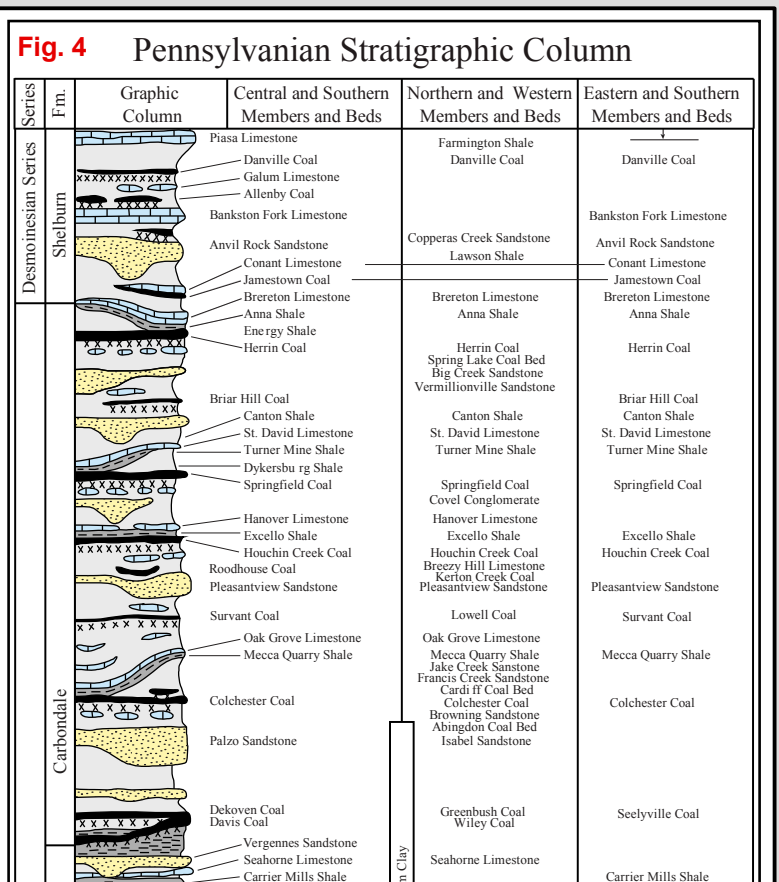 Fig. 4
Pennsylvanian Stratigraphic Column
Series
Fm.
Graphic Column
Central and Southern Members and Beds
Northern and Western Members and Beds
Eastern and Southern Members and Beds
Desmoinesian Series
Shelburn
Carbondale
Piasa Limestone
Danville Coal
Galum Limestone
Allenby Coal
Bankston Fork Limestone
Anvil Rock Sandstone
Conant Limestone
Jamestown Coal
Brereton Limestone
Anna Shale
Energy Shale
Herrin Coal
Briar Hill Coal
Canton Shale
St. David Limestone
Turner Mine Shale
Dykersbu rg Shale
Springfield Coal
Hanover Limestone
Excello Shale
Houchin Creek Coal
Roodhouse Coal
Pleasantview Sandstone
Survant Coal
Oak Grove Limestone
Mecca Quarry Shale
Colchester Coal
Palzo Sandstone
Dekoven Coal
Davis Coal
Vergennes Sandstone
Seahorne Limestone
Carrier Mills Shale
Farmington Shale
Danville Coal
Copperas Creek Sandstone
Lawson Shale
Brereton Limestone
Anna Shale
Herrin Coal
Spring Lake Coal Bed
Big Creek Sandstone
Vermillionville Sandstone
Canton Shale
St. David Limestone
Turner Mine Shale
Springfield Coal
Covel Conglomerate
Hanover Limestone
Excello Shale
Houchin Creek Coal
Breezy Hill Limestone
Kerton Creek Coal
Pleasantview Sandstone
Lowell Coal
Oak Grove Limestone
Mecca Quarry Shale
Jake Creek Sanstone
Francis Creek Sandstone
Cardi ff Coal Bed
Colchester Coal
Browning Sandstone
Abingdon Coal Bed
Isabel Sandstone
Greenbush Coal
Wiley Coal
Seahorne Limestone
Clay
Danville Coal
Bankston Fork Limestone
Anvil Rock Sandstone
Conant Limestone
Jamestown Coal
Brereton Limestone
Anna Shale
Herrin Coal
Briar Hill Coal
Canton Shale
St. David Limestone
Turner Mine Shale
Springfield Coal
Excello Shale
Houchin Creek Coal
Pleasantview Sandstone
Survant Coal
Mecca Quarry Shale
Colchester Coal
Seelyville Coal
Carrier Mills Shale